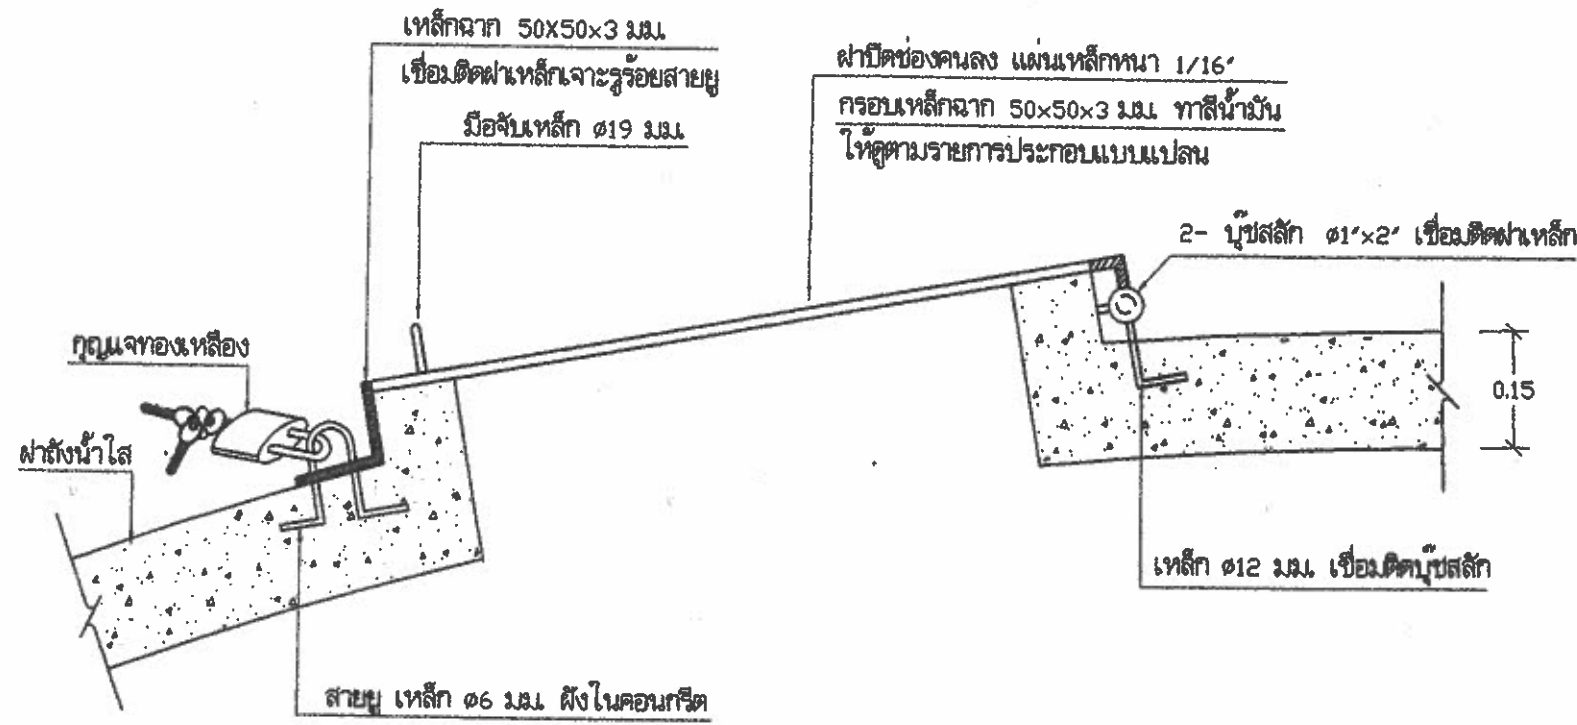 เหล็กฉาก 50X50x3 มม.
เชื่อมติดฝาเหล็กเจาะรูร้อยสายยู
มือจับเหล็ก ø19 มม.
ฝาปิดช่องคนลง แผ่นเหล็กหนา 1/16"
กรอบเหล็กฉาก 50x50x3 มม. ทาสีน้ำมัน
ให้ดูตามรายการประกอบแบบแปลน
2- บุ๊ชสลัก ø1"x2" เชื่อมติดฝาเหล็ก
กุญแจทองเหลือง
0.15
ฝาถังน้ำใส
เหล็ก ø12 มม. เชื่อมติดบุ๊ชสลัก
สายยู เหล็ก ø6 มม. ฝังในคอนกรีต